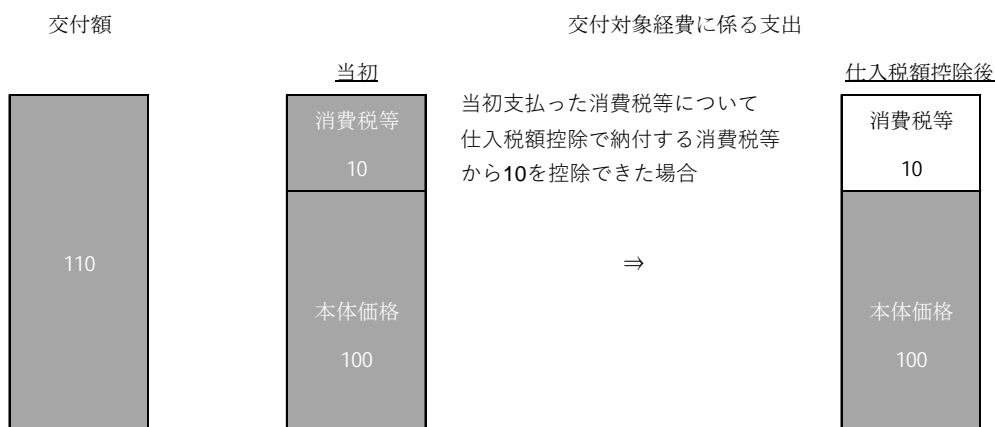 交付額
交付対象経費に係る支出
当初
仕入税額控除後
消費税等
10
当初支払った消費税等について
仕入税額控除で納付する消費税等
から10を控除できた場合
消費税等
10
110
⇒
本体価格
100
本体価格
100